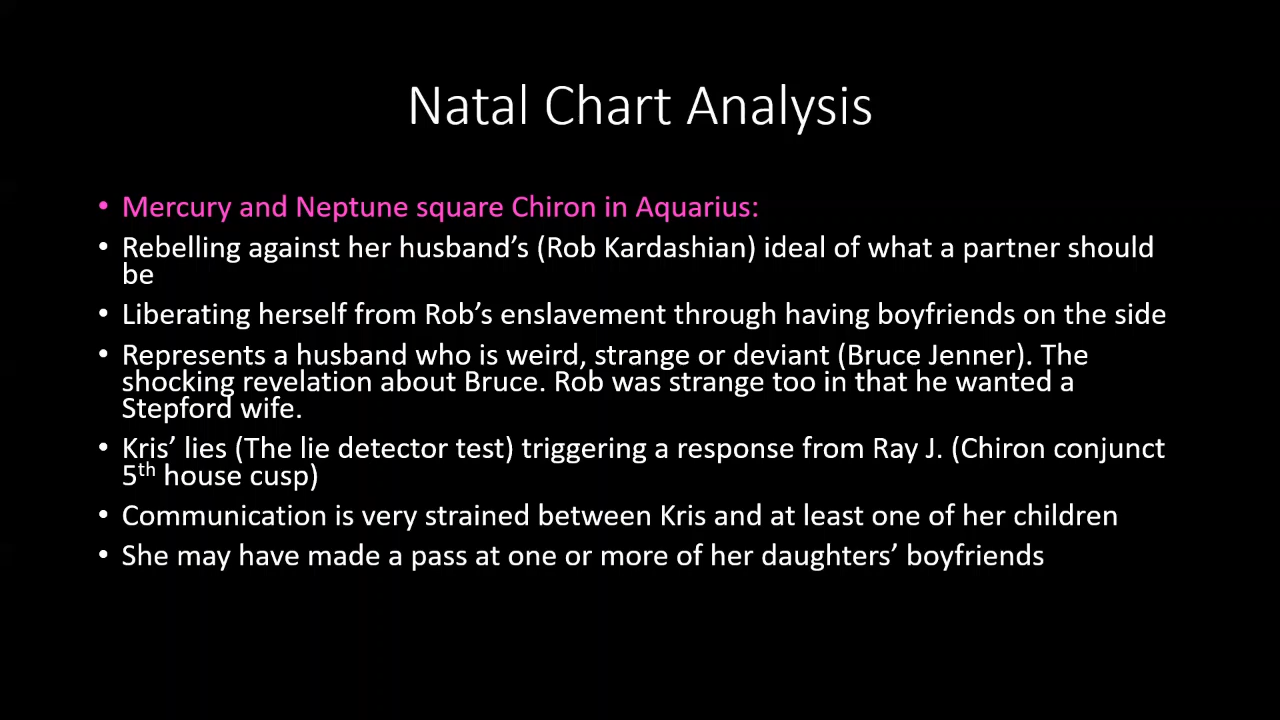 Natal Chart Analysis
• Mercury and Neptune square Chiron in Aquarius:
• Rebelling against her husband’s (Rob Kardashian) ideal of what a partner should
be
• Liberating herself from Rob’s enslavement through having boyfriends on the side
• Represents a husband who is weird, strange or deviant (Bruce Jenner). The
shocking revelation about Bruce. Rob was strange too in that he wanted a
Stepford wife.
• Kris’ lies (The lie detector test) triggering a response from Ray J. (Chiron conjunct
5th house cusp)
• Communication is very strained between Kris and at least one of her children
• She may have made a pass at one or more of her daughters’ boyfriends